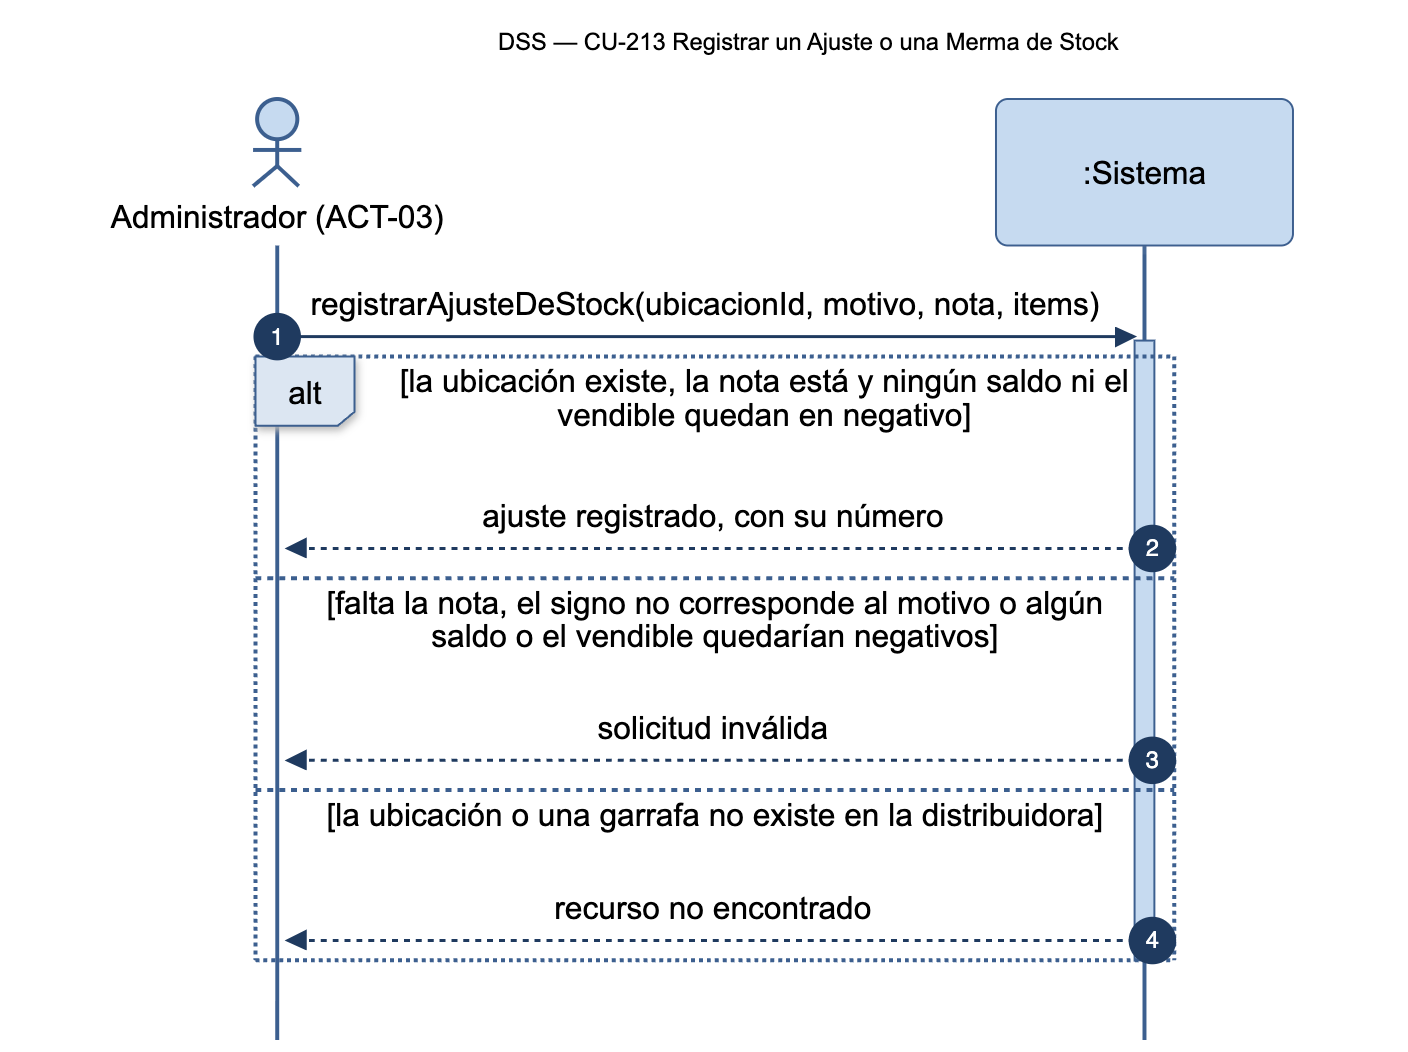 DSS — CU-213 Registrar un Ajuste o una Merma de Stock
:Sistema
Administrador (ACT-03)
registrarAjusteDeStock(ubicacionId, motivo, nota, items)
1
alt
[la ubicación existe, la nota está y ningún saldo ni el
vendible quedan en negativo]
ajuste registrado, con su número
2
[falta la nota, el signo no corresponde al motivo o algún
saldo o el vendible quedarían negativos]
solicitud inválida
3
[la ubicación o una garrafa no existe en la distribuidora]
recurso no encontrado
4